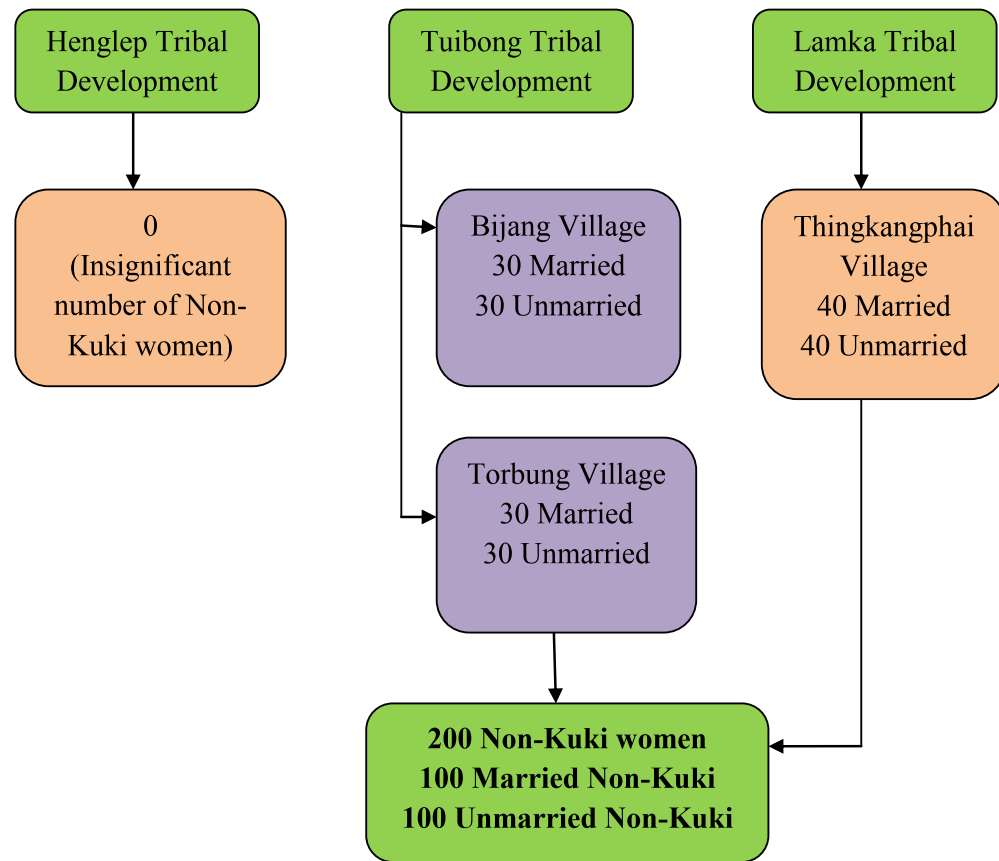 Henglep Tribal
Development
Tuibong Tribal
Development
Lamka Tribal
Development
0
(Insignificant
number of Non-
Kuki women)
Bijang Village
30 Married
30 Unmarried
Thingkangphai
Village
40 Married
40 Unmarried
Torbung Village
30 Married
30 Unmarried
200 Non-Kuki women
100 Married Non-Kuki
100 Unmarried Non-Kuki